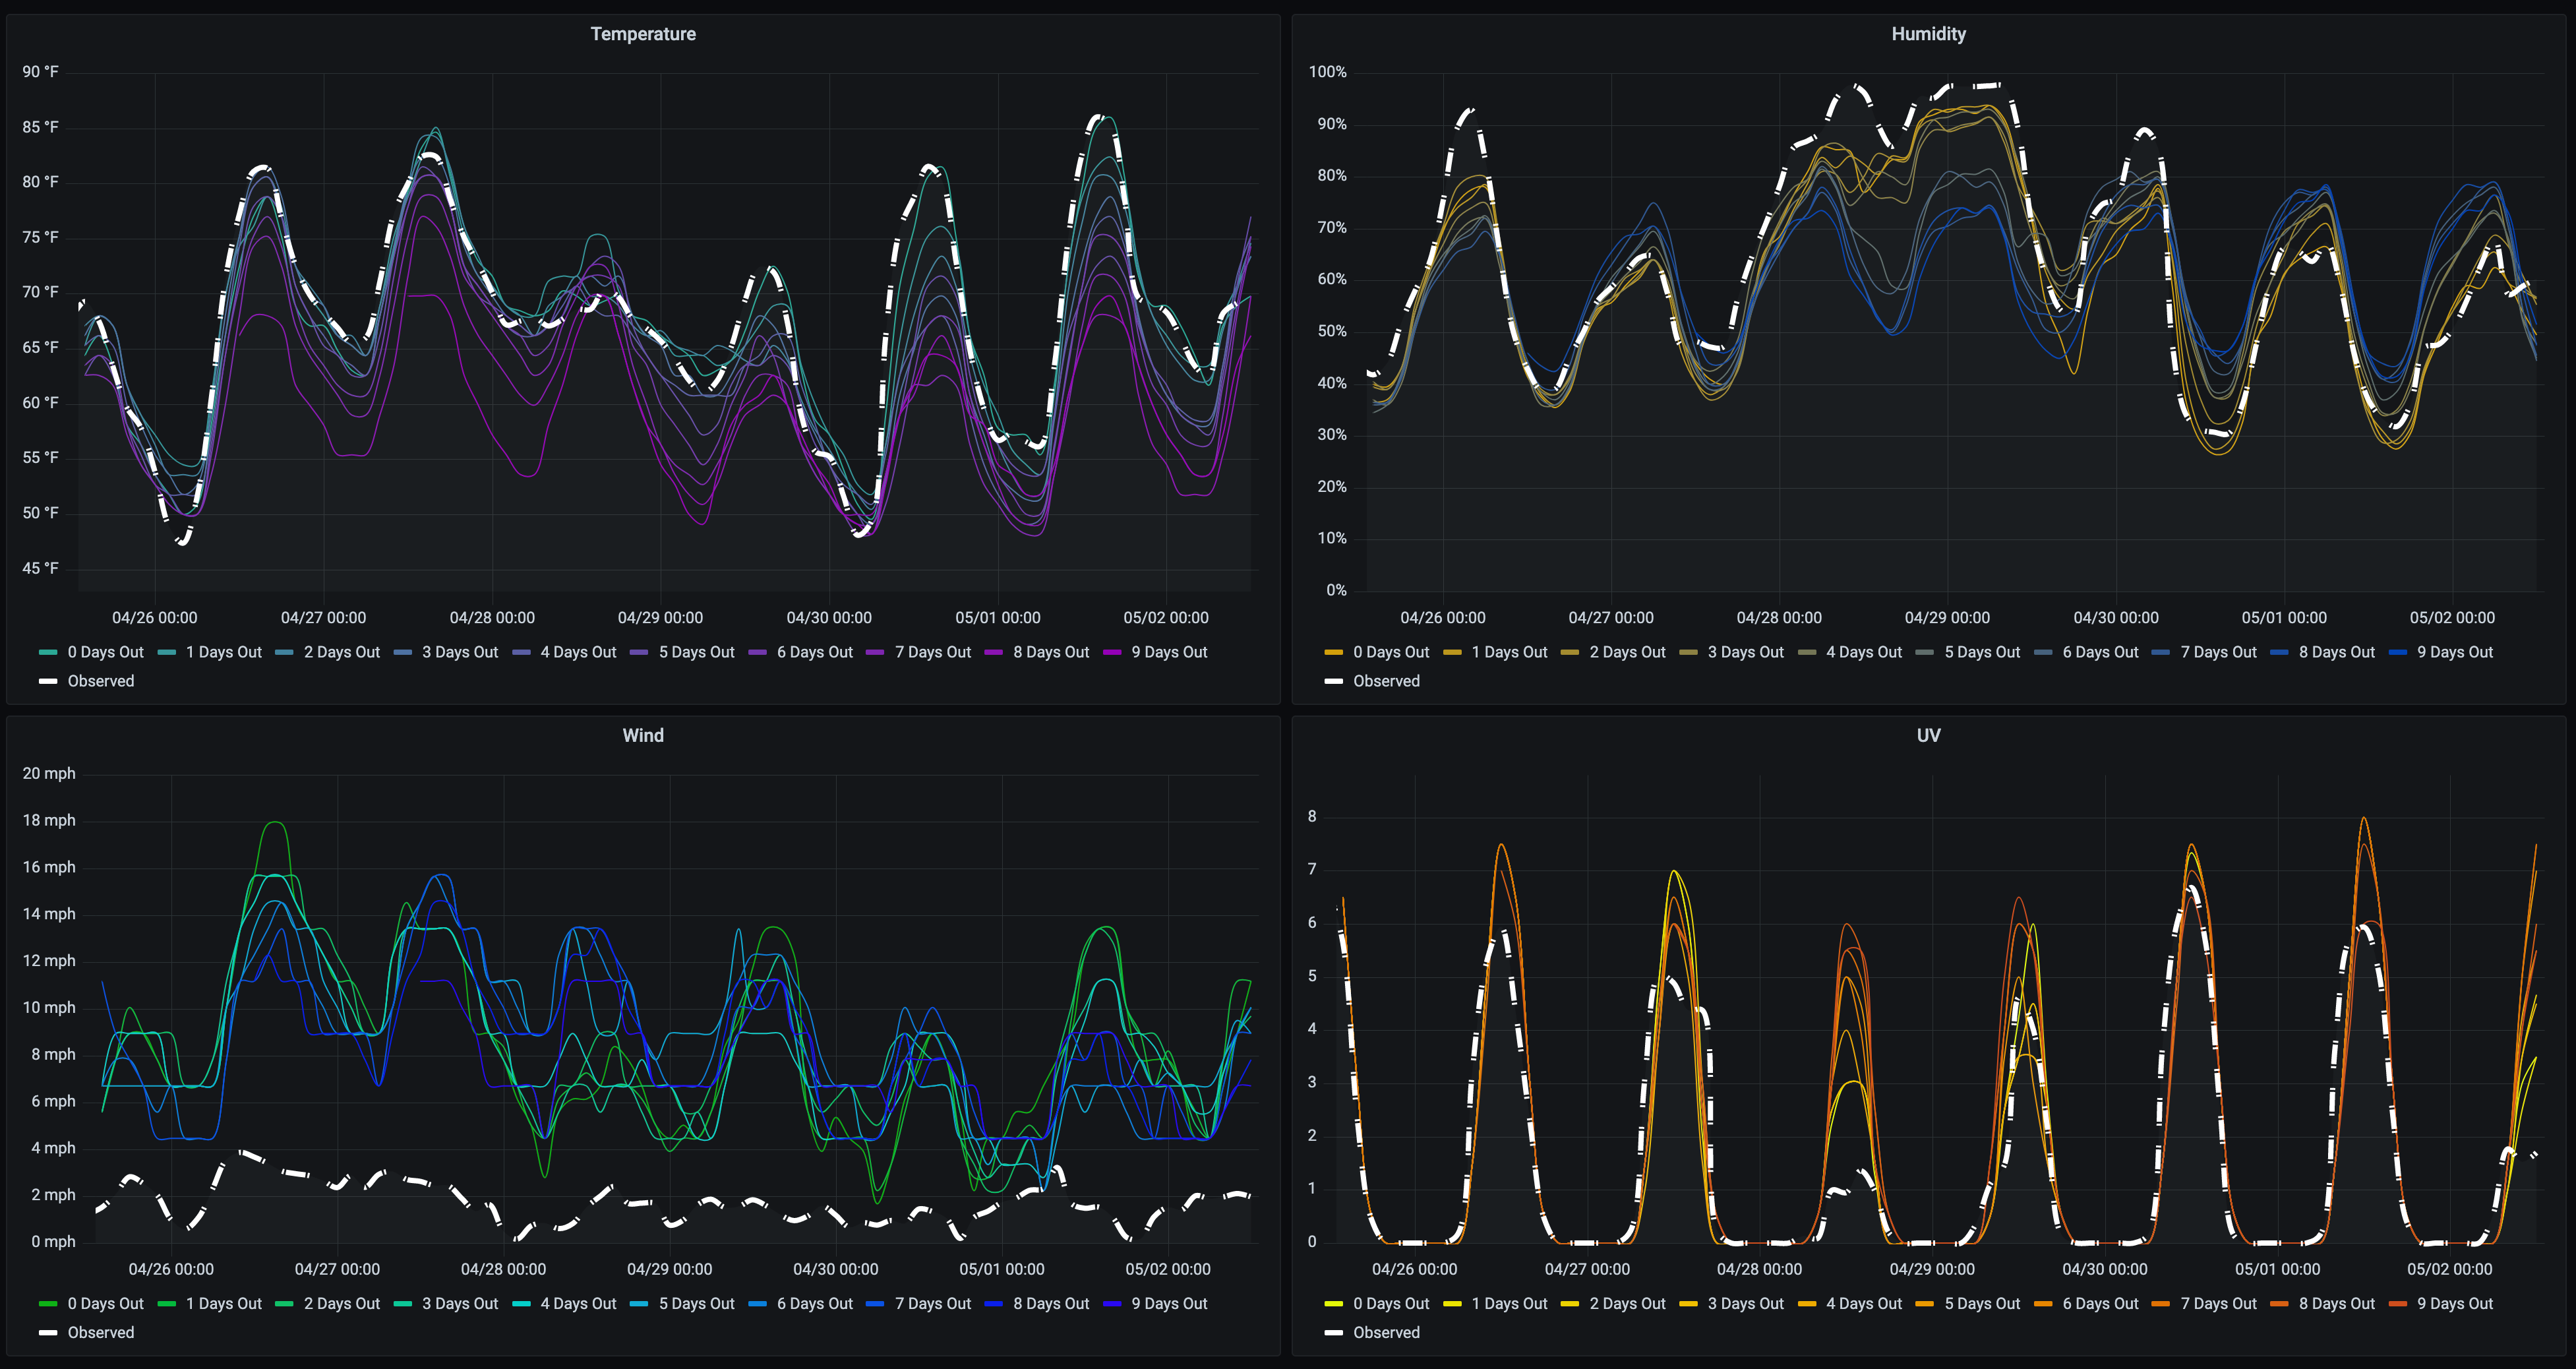 Temperature
90 °F
85 °F
80 °F
75 °F
70 °F
65 °F
60 °F
55 °F
50 °F
45 °F
04/26 00:00 04/27 00:00 04/28 00:00 04/29 00:00 04/30 00:00 05/01 00:00 05/02 00:00
0 Days Out 1 Days Out 2 Days Out 3 Days Out 4 Days Out 5 Days Out 6 Days Out 7 Days Out 8 Days Out 9 Days Out
Observed
Humidity
100%
90%
80%
70%
60%
50%
40%
30%
20%
10%
0%
04/26 00:00 04/27 00:00 04/28 00:00 04/29 00:00 04/30 00:00 05/01 00:00 05/02 00:00
0 Days Out 1 Days Out 2 Days Out 3 Days Out 4 Days Out 5 Days Out 6 Days Out 7 Days Out 8 Days Out 9 Days Out
Observed
Wind
20 mph
18 mph
16 mph
14 mph
12 mph
10 mph
8 mph
6 mph
4 mph
2 mph
0 mph
04/26 00:00 04/27 00:00 04/28 00:00 04/29 00:00 04/30 00:00 05/01 00:00 05/02 00:00
0 Days Out 1 Days Out 2 Days Out 3 Days Out 4 Days Out 5 Days Out 6 Days Out 7 Days Out 8 Days Out 9 Days Out
Observed
UV
8
7
6
5
4
3
2
1
0
04/26 00:00 04/27 00:00 04/28 00:00 04/29 00:00 04/30 00:00 05/01 00:00 05/02 00:00
0 Days Out 1 Days Out 2 Days Out 3 Days Out 4 Days Out 5 Days Out 6 Days Out 7 Days Out 8 Days Out 9 Days Out
Observed